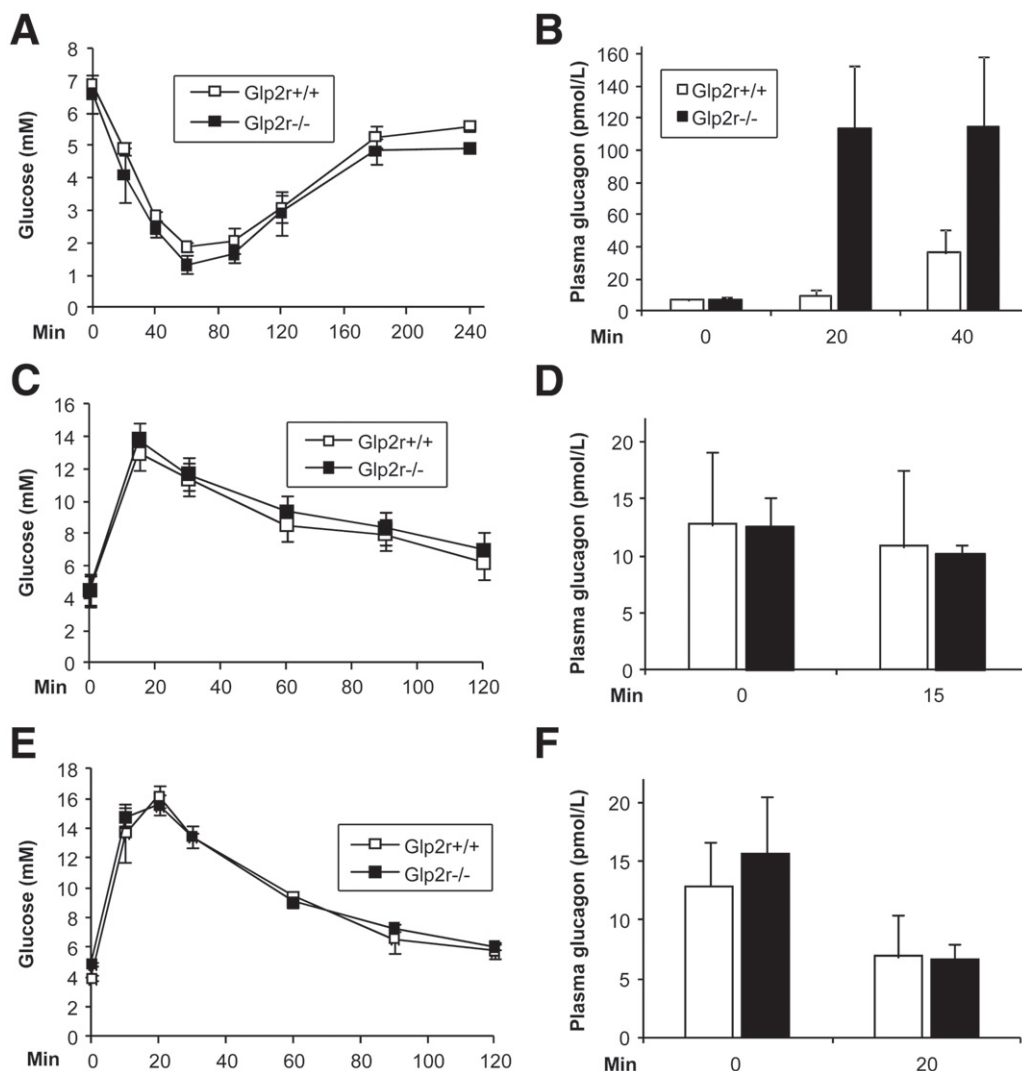 A
Glucose (mM)
8
7
6
5
4
3
2
1
0
Glp2r+/+
Glp2r-/-
Min 0 40 80 120 160 200 240
B
Plasma glucagon (pmol/L)
160
140
120
100
80
60
40
20
0
Glp2r+/+
Glp2r-/-
Min 0 20 40
C
Glucose (mM)
16
14
12
10
8
6
4
2
0
Glp2r+/+
Glp2r-/-
Min 0 20 40 60 80 100 120
D
Plasma glucagon (pmol/L)
20
15
10
5
0
Min 0 15
E
Glucose (mM)
18
16
14
12
10
8
6
4
2
0
Glp2r+/+
Glp2r-/-
Min 0 20 40 60 80 100 120
F
Plasma glucagon (pmol/L)
20
15
10
5
0
Min 0 20